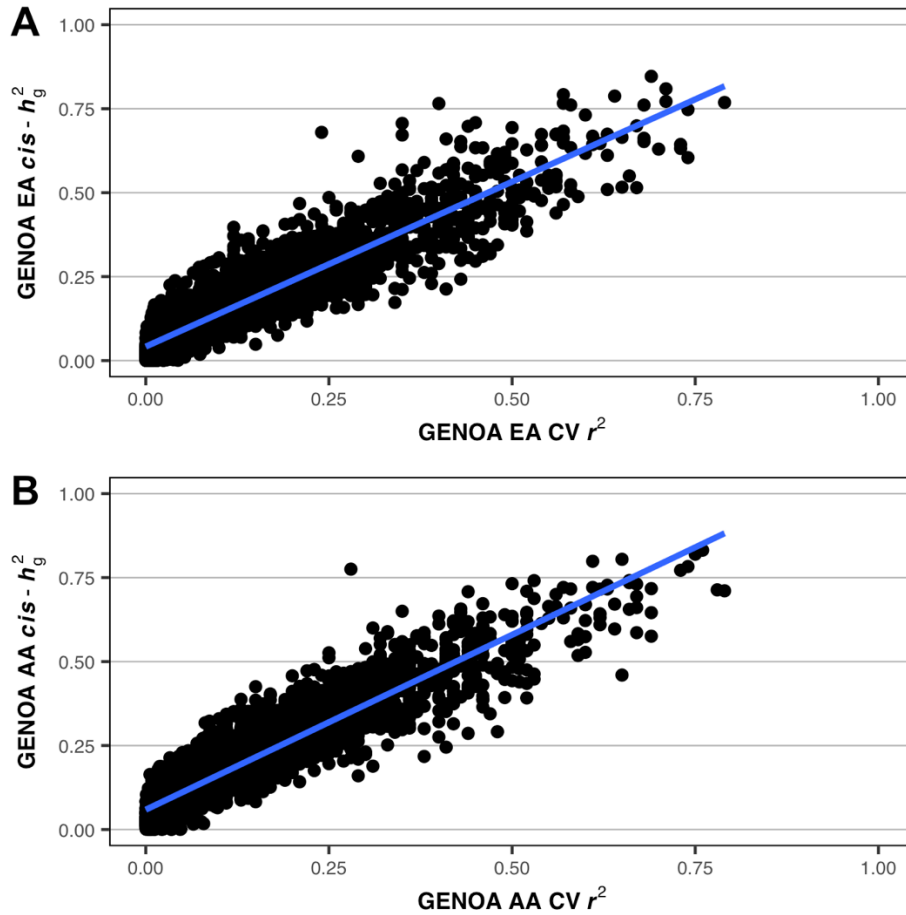 A
GENOA EA cis - h²g
1.00
0.75
0.50
0.25
0.00
0.00 0.25 0.50 0.75 1.00
GENOA EA CV r²
B
GENOA AA cis - h²g
1.00
0.75
0.50
0.25
0.00
0.00 0.25 0.50 0.75 1.00
GENOA AA CV r²